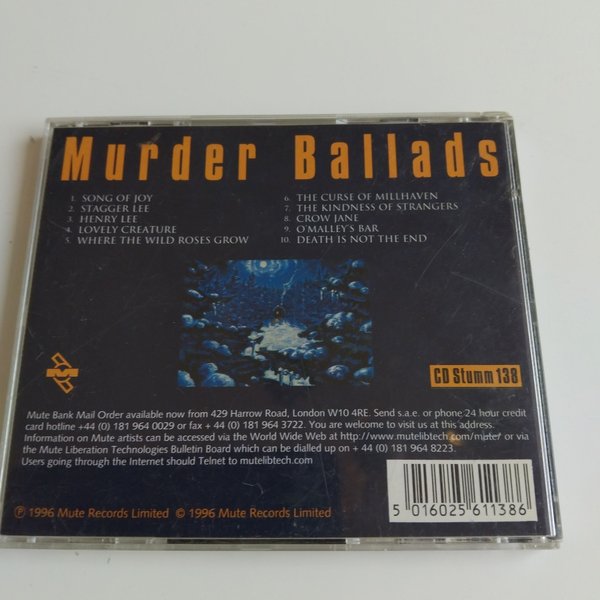 Murder Ballads
1. SONG OF JOY
2. STAGGER LEE
3. HENRY LEE
4. LOVELY CREATURE
5. WHERE THE WILD ROSES GROW
6. THE CURSE OF MILLHAVEN
7. THE KINDNESS OF STRANGERS
8. CROW JANE
9. O'MALLEY'S BAR
10. DEATH IS NOT THE END
CD Stumm 138
Mute Bank Mail Order available now from 429 Harrow Road, London W10 4RE. Send s.a.e. or phone 24 hour credit
card hotline +44 (0) 181 964 0029 or fax + 44 (0) 181 964 3722. You are welcome to visit us at this address.
Information on Mute artists can be accessed via the World Wide Web at http://www.mutelibtech.com/mute/ or via
the Mute Liberation Technologies Bulletin Board which can be dialled up on + 44 (0) 181 964 8223.
Users going through the Internet should Telnet to mutelibtech.com
Ⓟ 1996 Mute Records Limited © 1996 Mute Records Limited
5 016025 611386